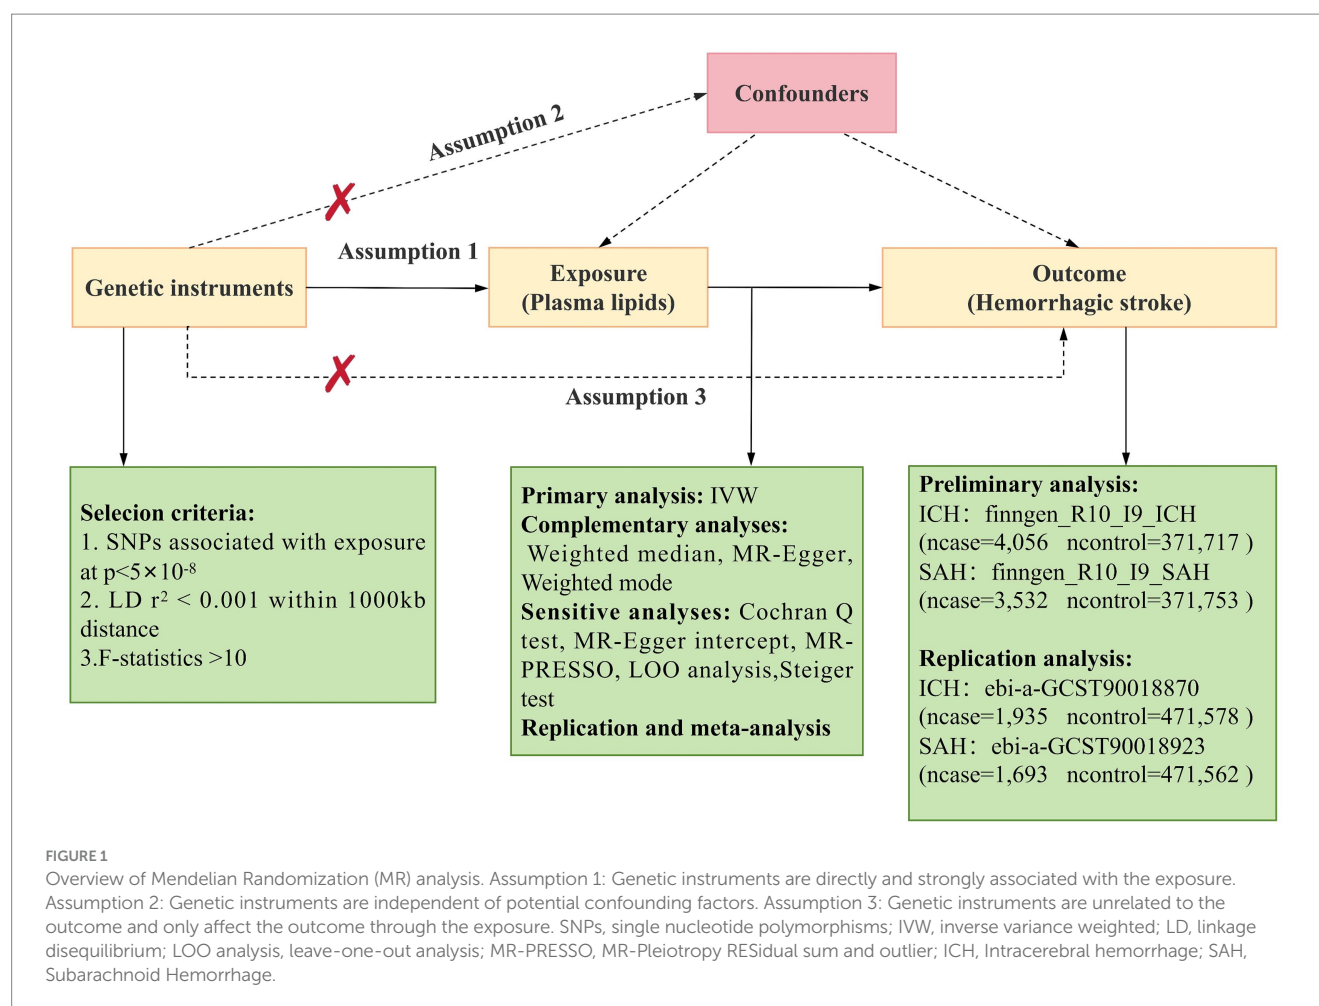 Confounders
Assumption 2
Assumption 1
Genetic instruments
Exposure
(Plasma lipids)
Outcome
(Hemorrhagic stroke)
Assumption 3
Selecion criteria:
1. SNPs associated with exposure
at p<5×10⁻⁸
2. LD r² < 0.001 within 1000kb
distance
3.F-statistics >10
Primary analysis: IVW
Complementary analyses:
Weighted median, MR-Egger,
Weighted mode
Sensitive analyses: Cochran Q
test, MR-Egger intercept, MR-
PRESSO, LOO analysis,Steiger
test
Replication and meta-analysis
Preliminary analysis:
ICH：finngen_R10_I9_ICH
(ncase=4,056 ncontrol=371,717 )
SAH：finngen_R10_I9_SAH
(ncase=3,532 ncontrol=371,753 )
Replication analysis:
ICH：ebi-a-GCST90018870
(ncase=1,935 ncontrol=471,578 )
SAH：ebi-a-GCST90018923
(ncase=1,693 ncontrol=471,562 )
FIGURE 1
Overview of Mendelian Randomization (MR) analysis. Assumption 1: Genetic instruments are directly and strongly associated with the exposure.
Assumption 2: Genetic instruments are independent of potential confounding factors. Assumption 3: Genetic instruments are unrelated to the
outcome and only affect the outcome through the exposure. SNPs, single nucleotide polymorphisms; IVW, inverse variance weighted; LD, linkage
disequilibrium; LOO analysis, leave-one-out analysis; MR-PRESSO, MR-Pleiotropy RESidual sum and outlier; ICH, Intracerebral hemorrhage; SAH,
Subarachnoid Hemorrhage.